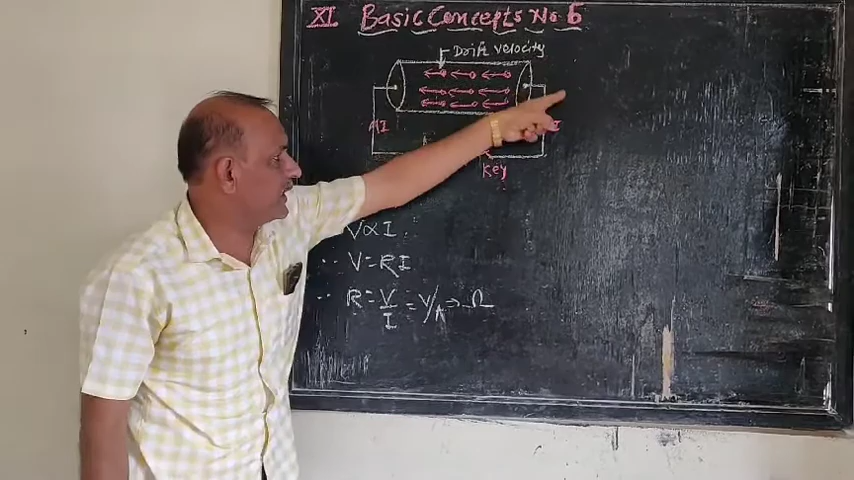 XI Basic Concepts No 6
Drift velocity
I
I
Key
V∝I
∴ V=RI
∴ R=V/I=V/A⇒Ω